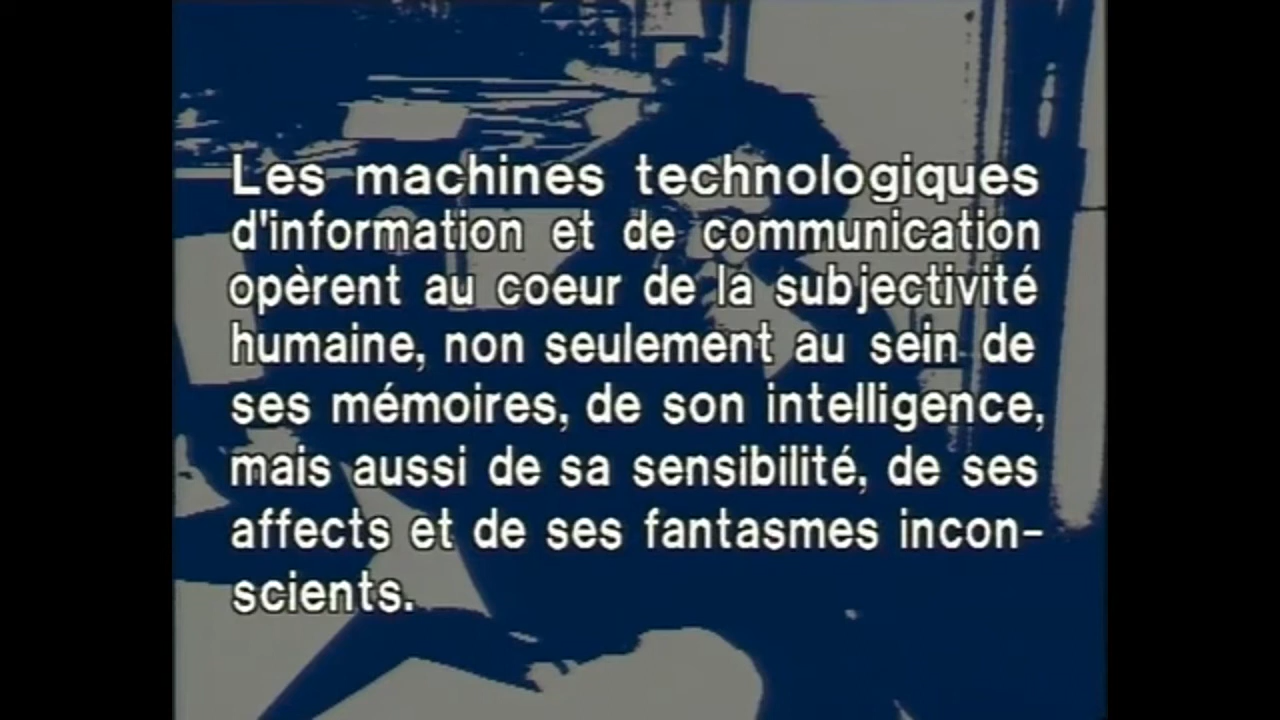 Les machines technologiques
d'information et de communication
opèrent au coeur de la subjectivité
humaine, non seulement au sein de
ses mémoires, de son intelligence,
mais aussi de sa sensibilité, de ses
affects et de ses fantasmes incon-
scients.